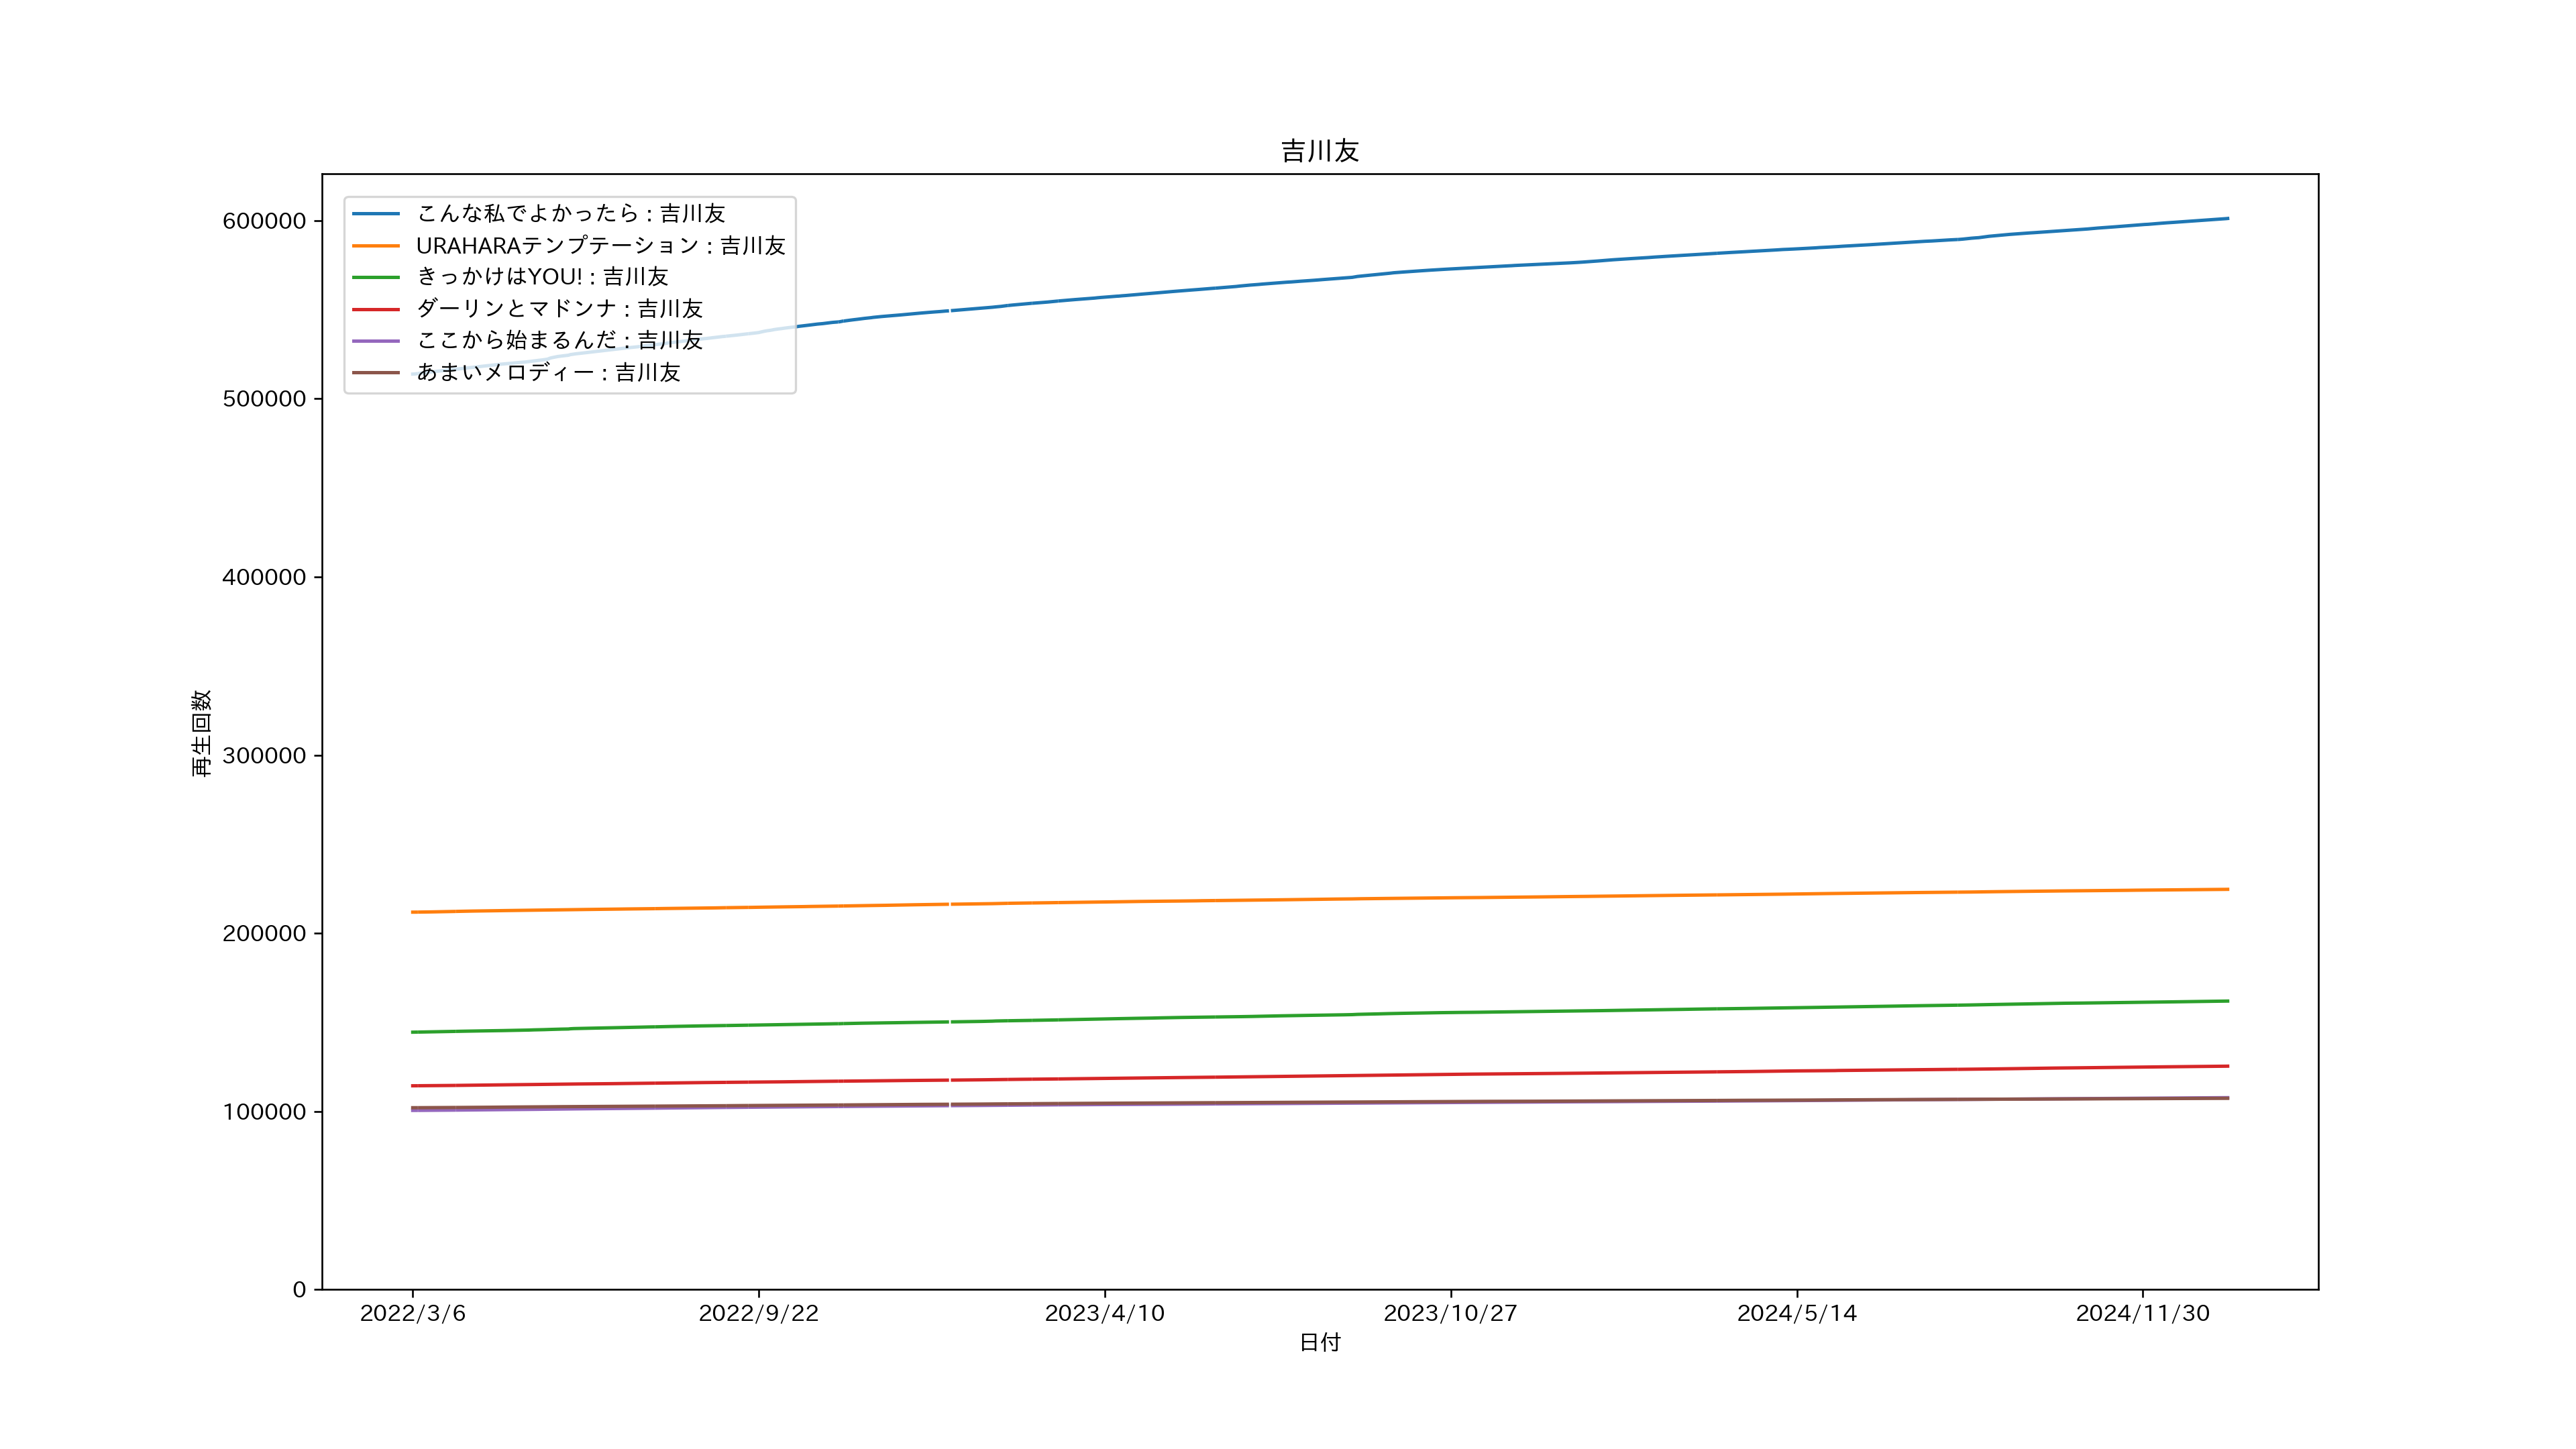 吉川友
こんな私でよかったら : 吉川友
URAHARAテンプテーション : 吉川友
きっかけはYOU! : 吉川友
ダーリンとマドンナ : 吉川友
ここから始まるんだ : 吉川友
あまいメロディー : 吉川友
600000
500000
400000
300000
200000
100000
0
再生回数
2022/3/6
2022/9/22
2023/4/10
2023/10/27
2024/5/14
2024/11/30
日付